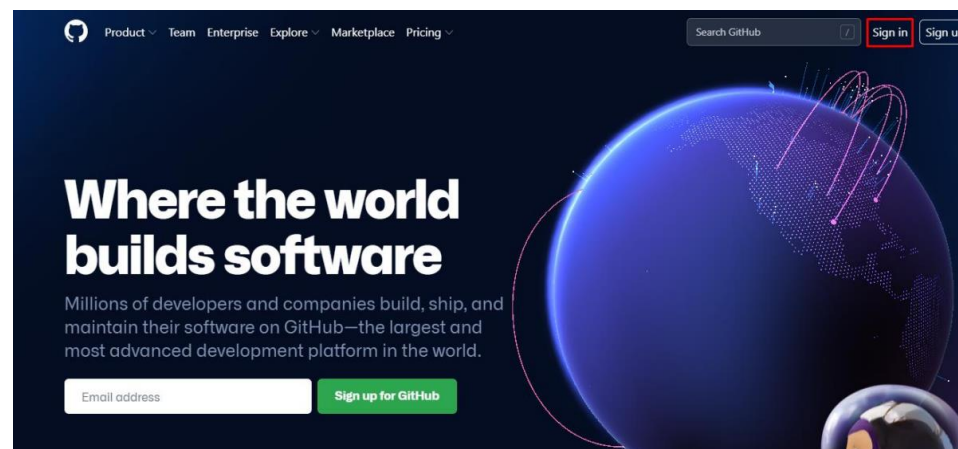 Product Team Enterprise Explore Marketplace Pricing Search GitHub / Sign in Sign u
Where the world
builds software
Millions of developers and companies build, ship, and
maintain their software on GitHub—the largest and
most advanced development platform in the world.
Email address Sign up for GitHub